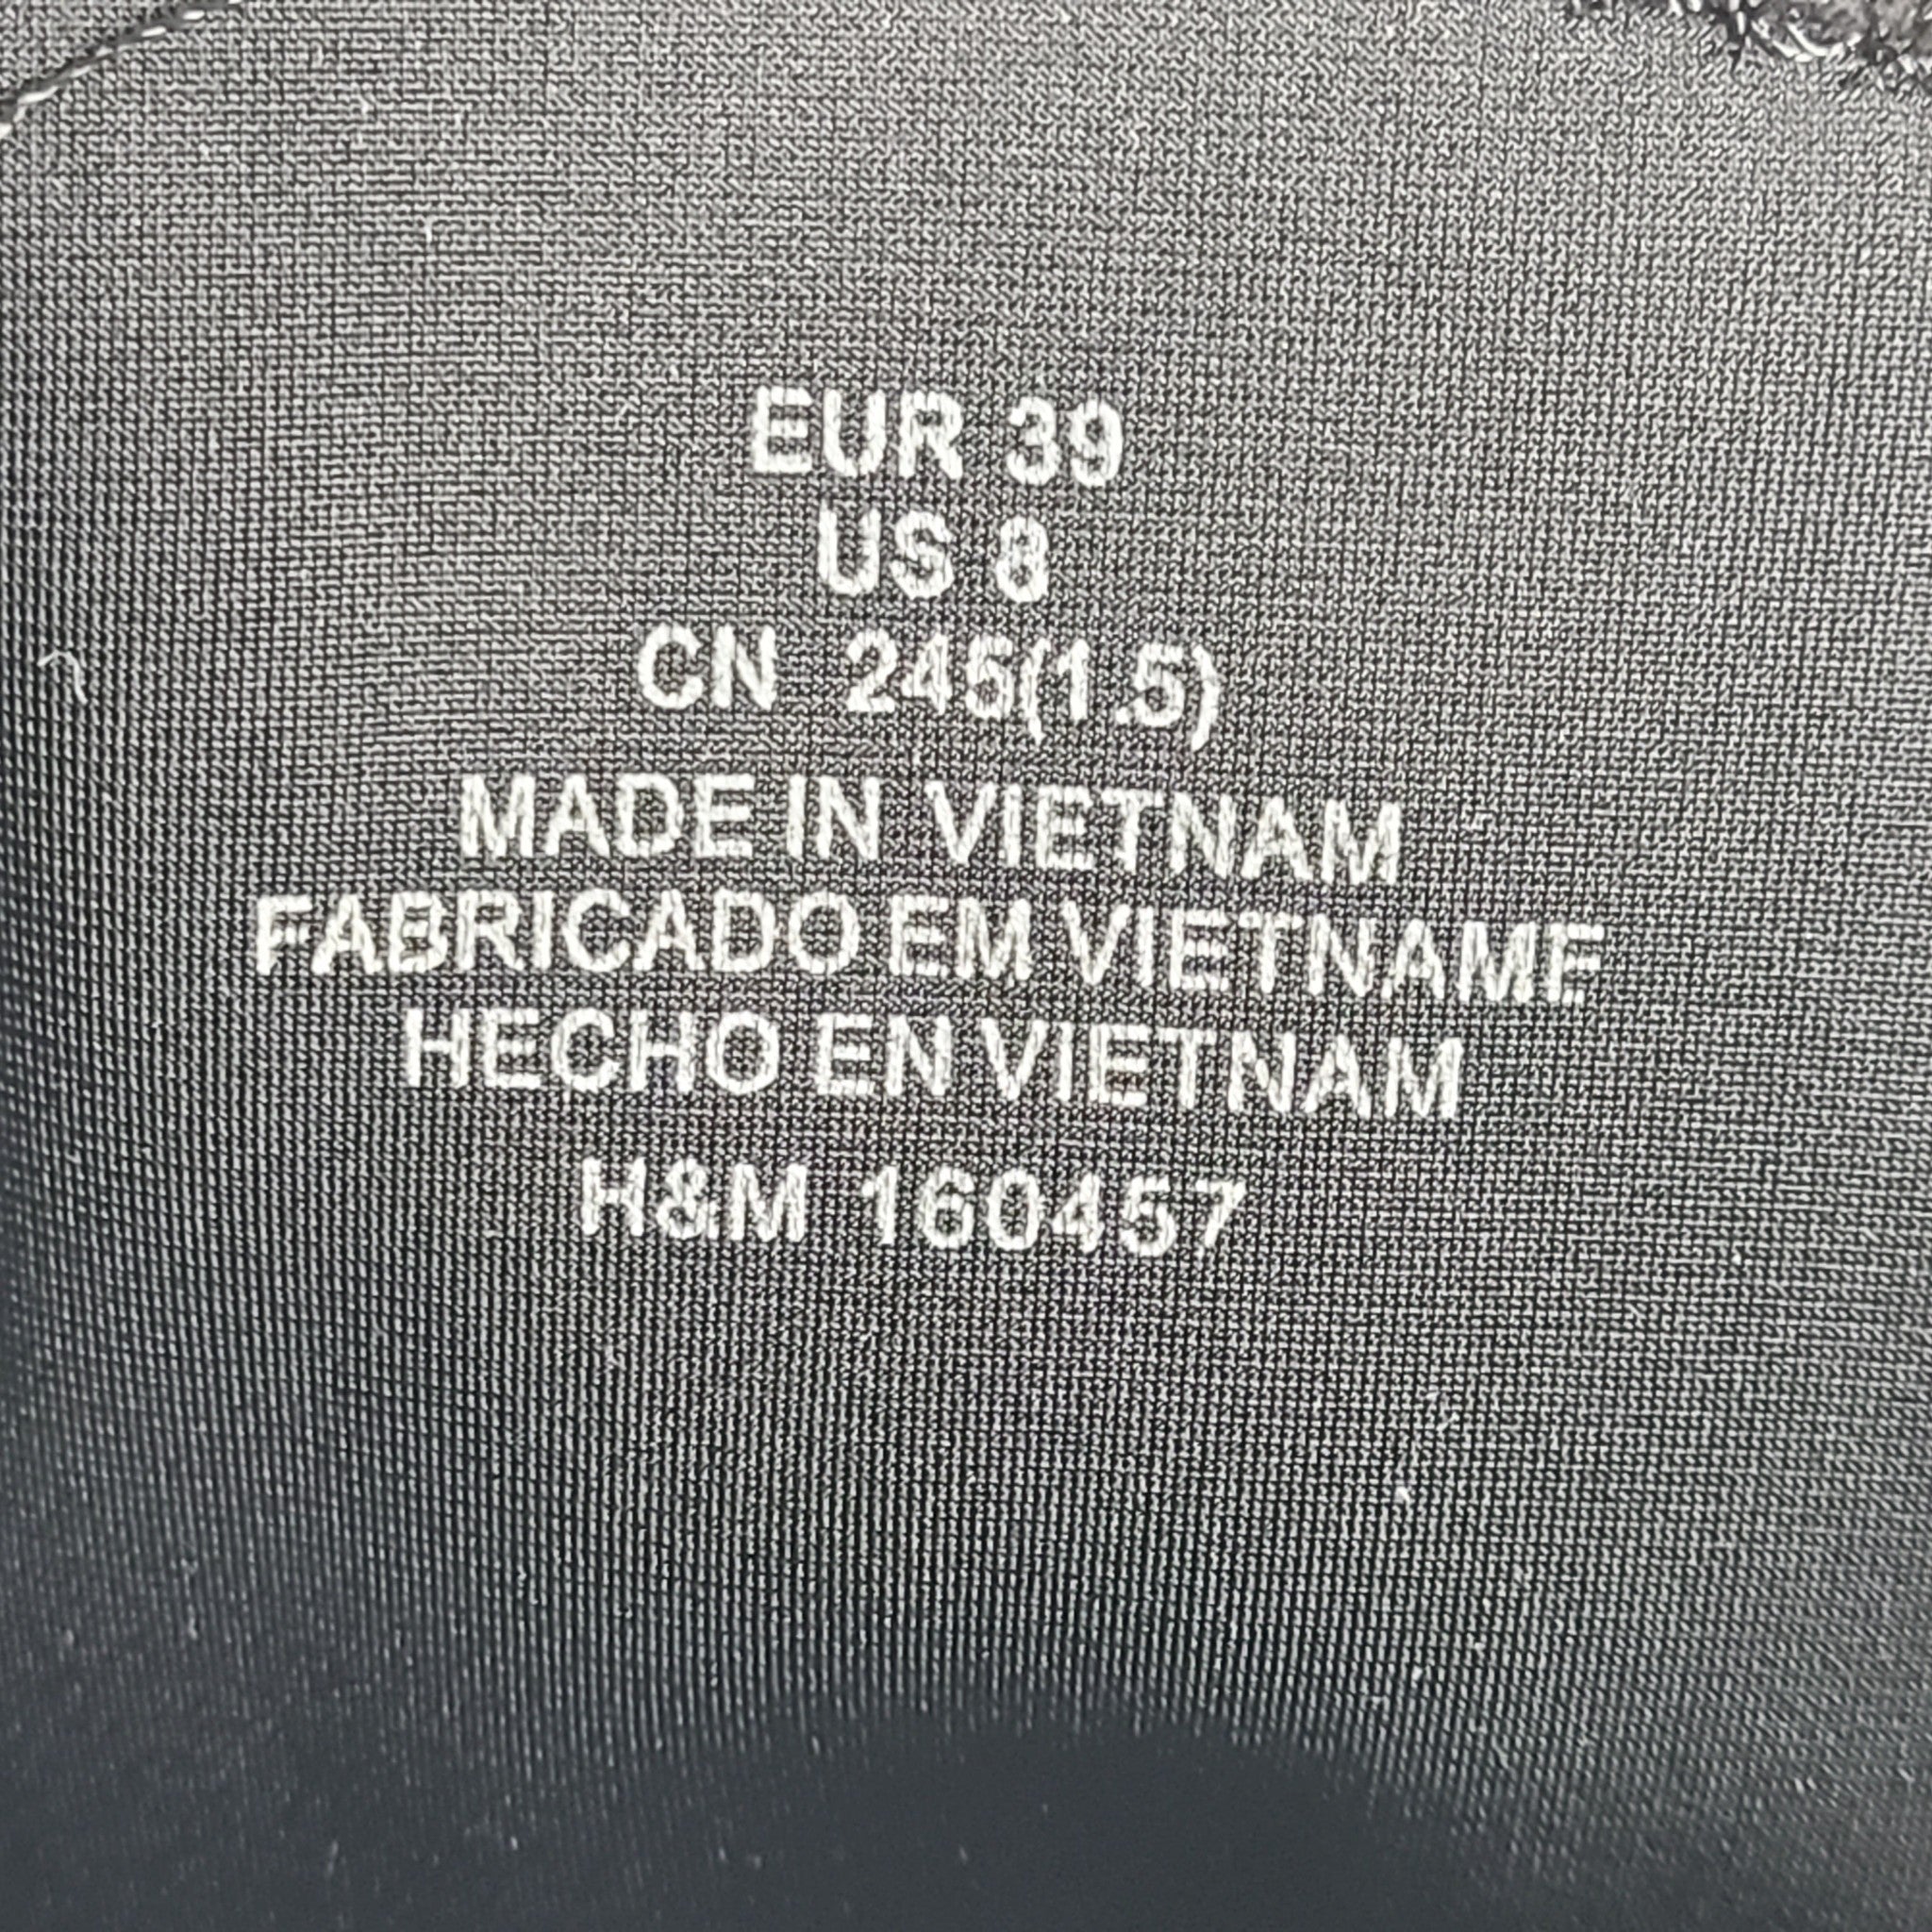 EUR 39
US 8
CN 245(1.5)
MADE IN VIETNAM
FABRICADO EM VIETNAME
HECHO EN VIETNAM
H&M 160457